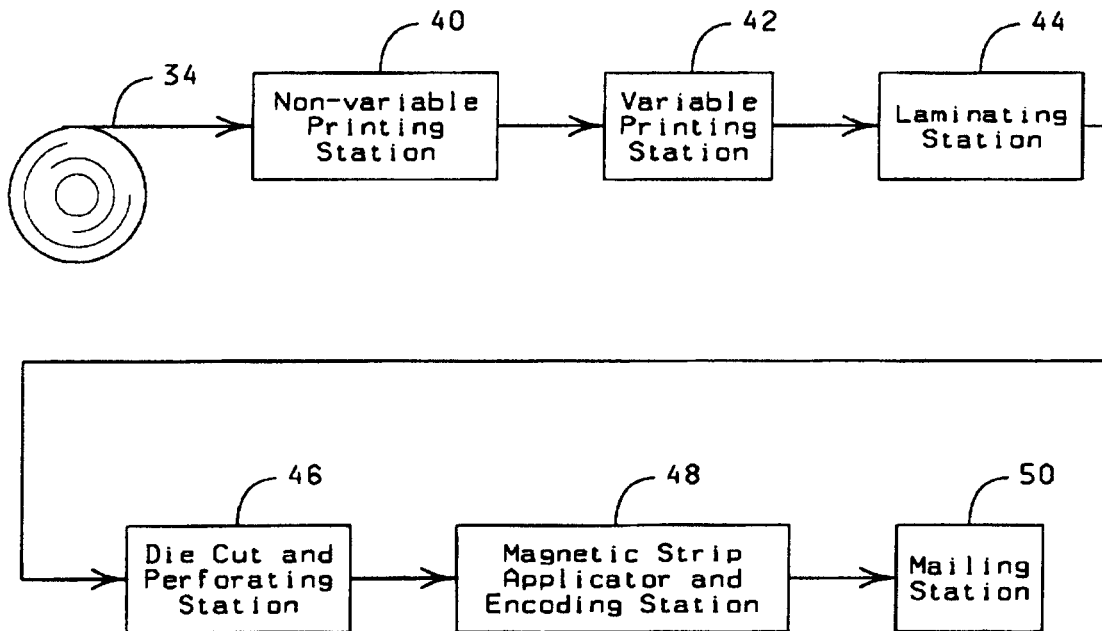 40
42
44
34
Non-variable
Printing
Station
Variable
Printing
Station
Laminating
Station
46
48
50
Die Cut and
Perforating
Station
Magnetic Strip
Applicator and
Encoding Station
Mailing
Station